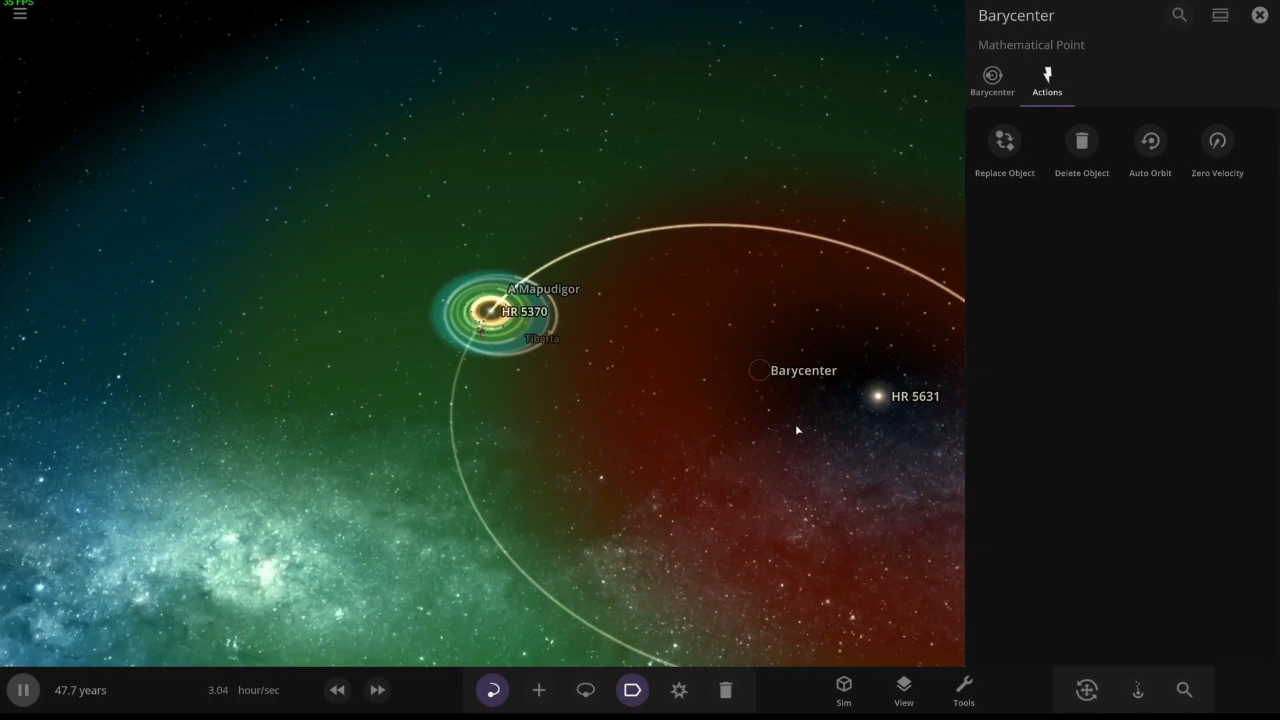 35 FPS
Barycenter
Mathematical Point
Barycenter
Actions
Replace Object
Delete Object
Auto Orbit
Zero Velocity
A Mapudigor
HR 5370
Tiberta
Barycenter
HR 5631
47.7 years
3.04 hour/sec
Sim
View
Tools